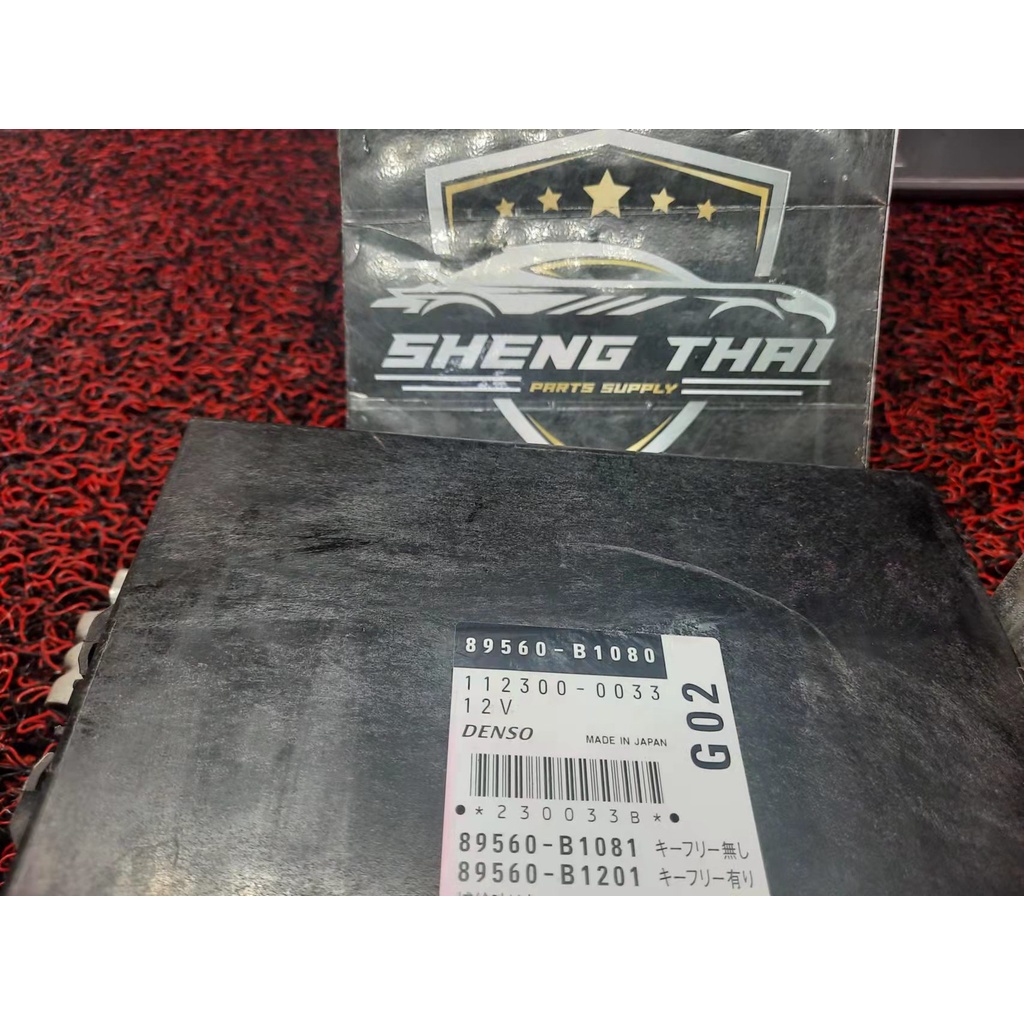 SHENG THAI
PARTS SUPPLY
89560-B1080
112300-0033
12V
DENSO MADE IN JAPAN
G02
*230033B*
89560-B1081 キーフリー無し
89560-B1201 キーフリー有り